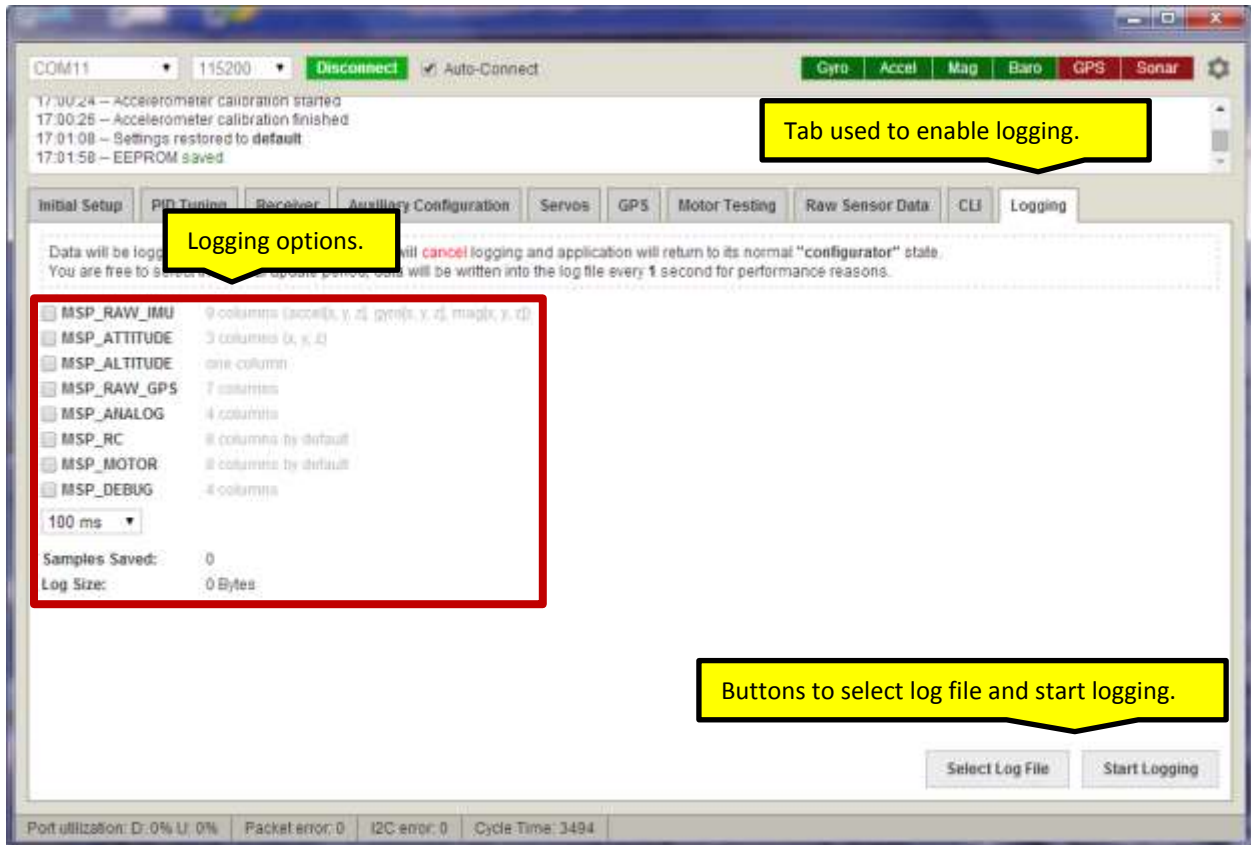 COM11 115200 Disconnect Auto-Connect Gyro Accel Mag Baro GPS Sonar
17:00:24 -- Accelerometer calibration started
17:00:26 -- Accelerometer calibration finished
17:01:08 -- Settings restored to default
17:01:58 -- EEPROM saved
Tab used to enable logging.
Initial Setup PID Tuning Receiver Auxiliary Configuration Servos GPS Motor Testing Raw Sensor Data CLI Logging
Logging options.
Data will be logg will cancel logging and application will return to its normal "configurator" state.
You are free to period, data will be written into the log file every 1 second for performance reasons.
MSP_RAW_IMU 9 columns (accel[x, y, z], gyro[x, y, z], mag[x, y, z])
MSP_ATTITUDE 3 columns (x, y, z)
MSP_ALTITUDE one column
MSP_RAW_GPS 7 columns
MSP_ANALOG 4 columns
MSP_RC 8 columns by default
MSP_MOTOR 8 columns by default
MSP_DEBUG 4 columns
100 ms
Samples Saved: 0
Log Size: 0 Bytes
Buttons to select log file and start logging.
Select Log File Start Logging
Port utilization: D: 0% U: 0% Packet error: 0 I2C error: 0 Cycle Time: 3494